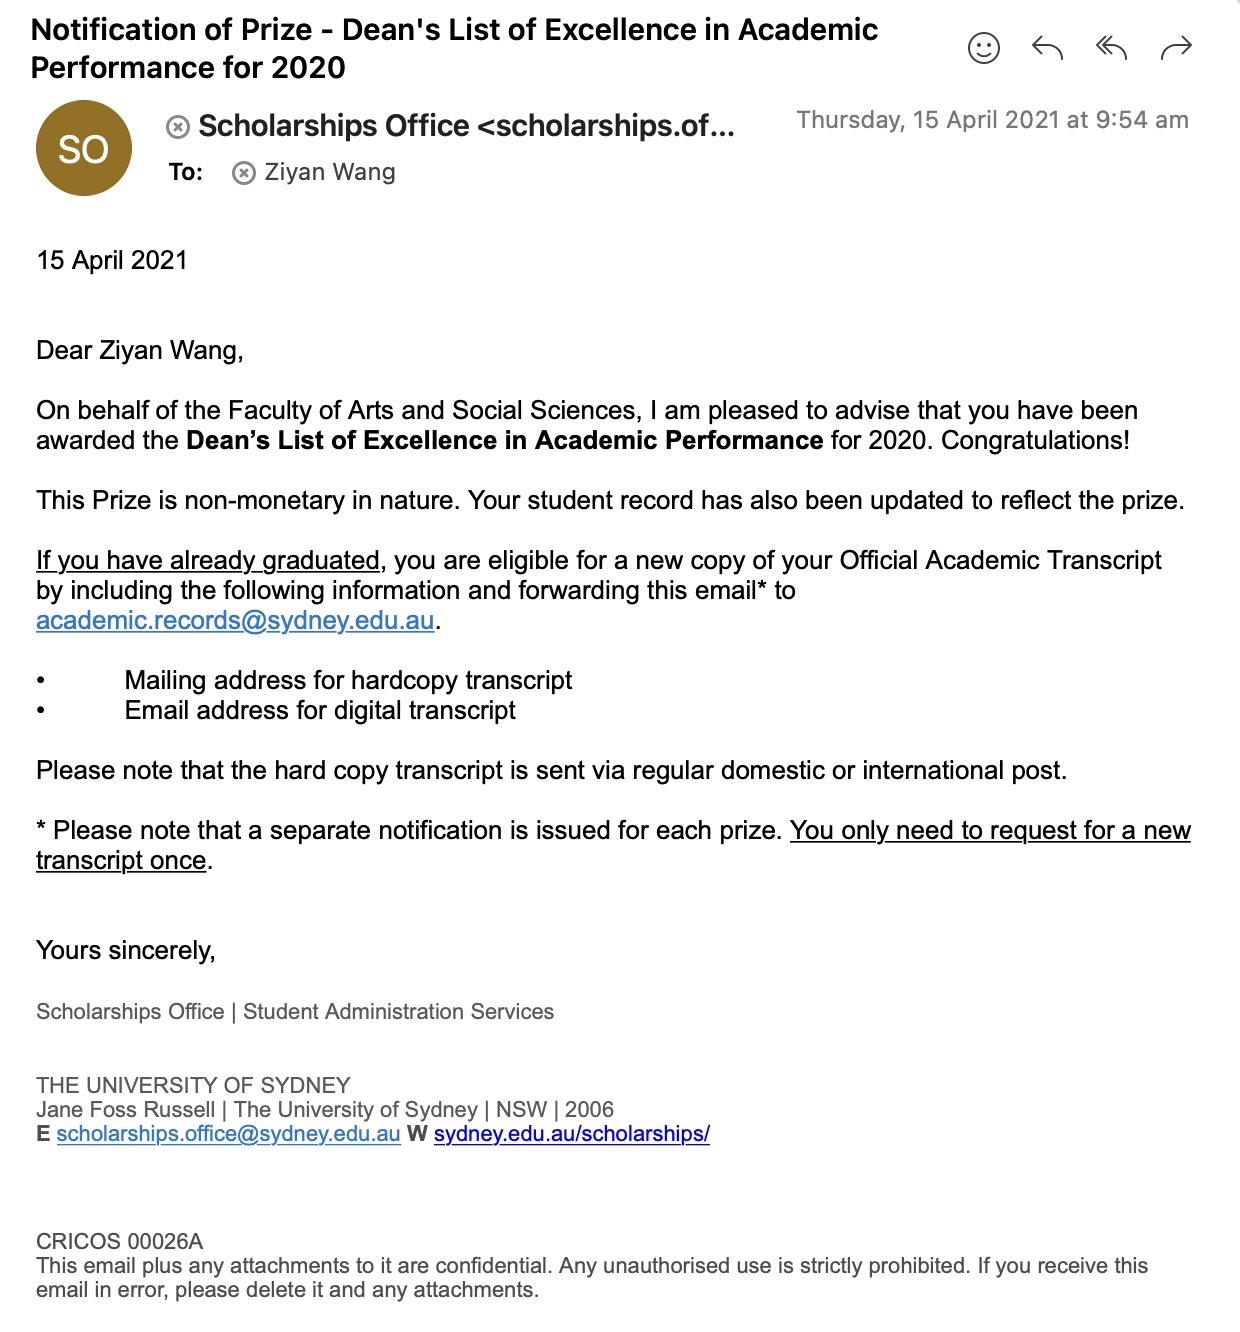 Notification of Prize - Dean's List of Excellence in Academic
Performance for 2020
SO
Scholarships Office <scholarships.of...
Thursday, 15 April 2021 at 9:54 am
To: Ziyan Wang
15 April 2021
Dear Ziyan Wang,
On behalf of the Faculty of Arts and Social Sciences, I am pleased to advise that you have been
awarded the Dean’s List of Excellence in Academic Performance for 2020. Congratulations!
This Prize is non-monetary in nature. Your student record has also been updated to reflect the prize.
If you have already graduated, you are eligible for a new copy of your Official Academic Transcript
by including the following information and forwarding this email* to
academic.records@sydney.edu.au.
• Mailing address for hardcopy transcript
• Email address for digital transcript
Please note that the hard copy transcript is sent via regular domestic or international post.
* Please note that a separate notification is issued for each prize. You only need to request for a new
transcript once.
Yours sincerely,
Scholarships Office | Student Administration Services
THE UNIVERSITY OF SYDNEY
Jane Foss Russell | The University of Sydney | NSW | 2006
E scholarships.office@sydney.edu.au W sydney.edu.au/scholarships/
CRICOS 00026A
This email plus any attachments to it are confidential. Any unauthorised use is strictly prohibited. If you receive this
email in error, please delete it and any attachments.